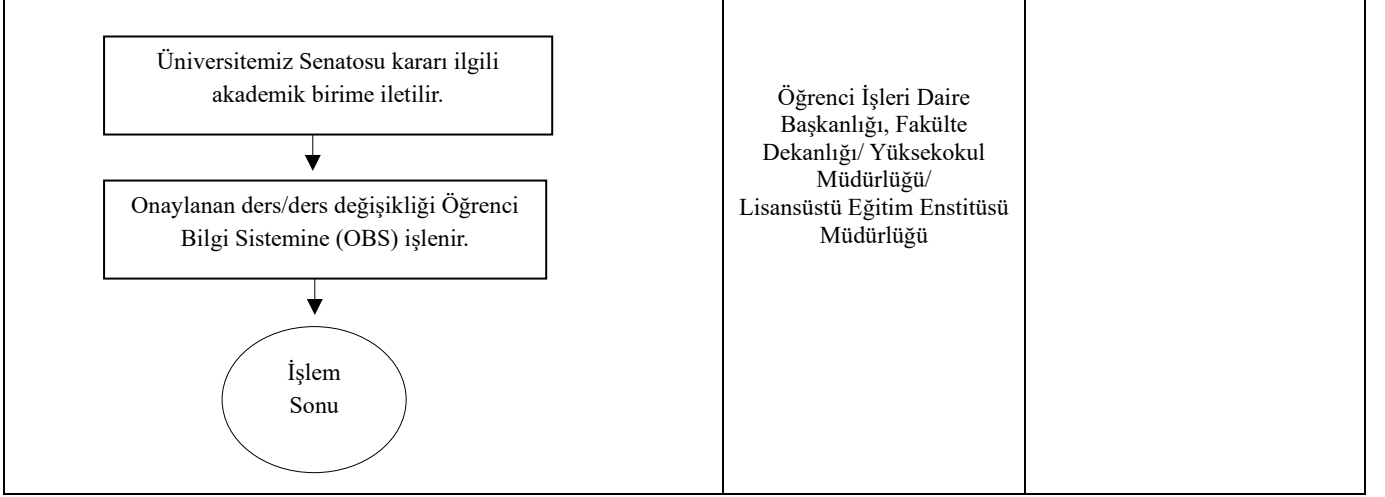 Üniversitemiz Senatosu kararı ilgili
akademik birime iletilir.
Onaylanan ders/ders değişikliği Öğrenci
Bilgi Sistemine (OBS) işlenir.
İşlem
Sonu
Öğrenci İşleri Daire
Başkanlığı, Fakülte
Dekanlığı/ Yüksekokul
Müdürlüğü/
Lisansüstü Eğitim Enstitüsü
Müdürlüğü